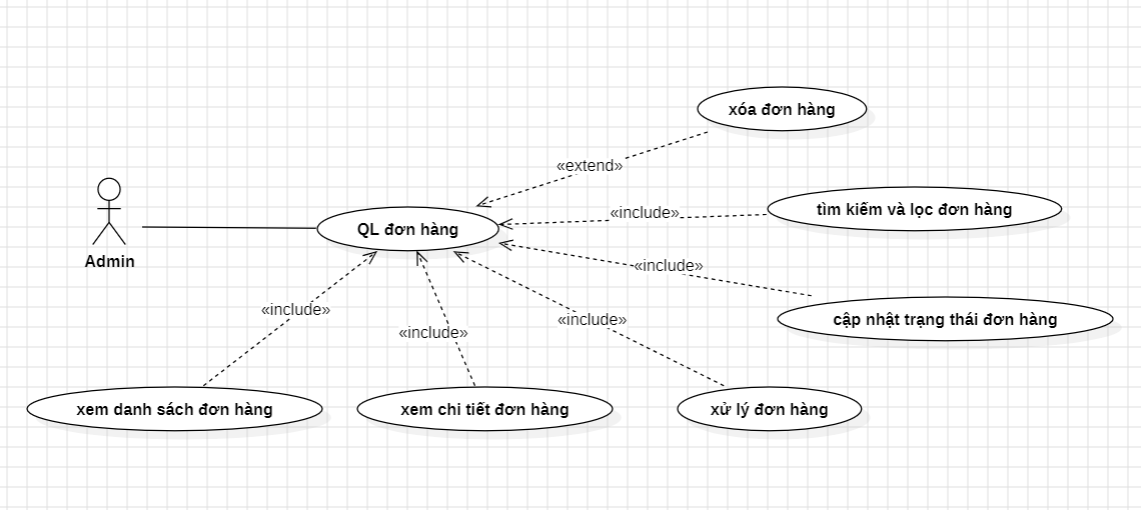 xóa đơn hàng
«extend»
«include»
tìm kiếm và lọc đơn hàng
QL đơn hàng
Admin
«include»
«include»
«include»
«include»
cập nhật trạng thái đơn hàng
xem danh sách đơn hàng
xem chi tiết đơn hàng
xử lý đơn hàng